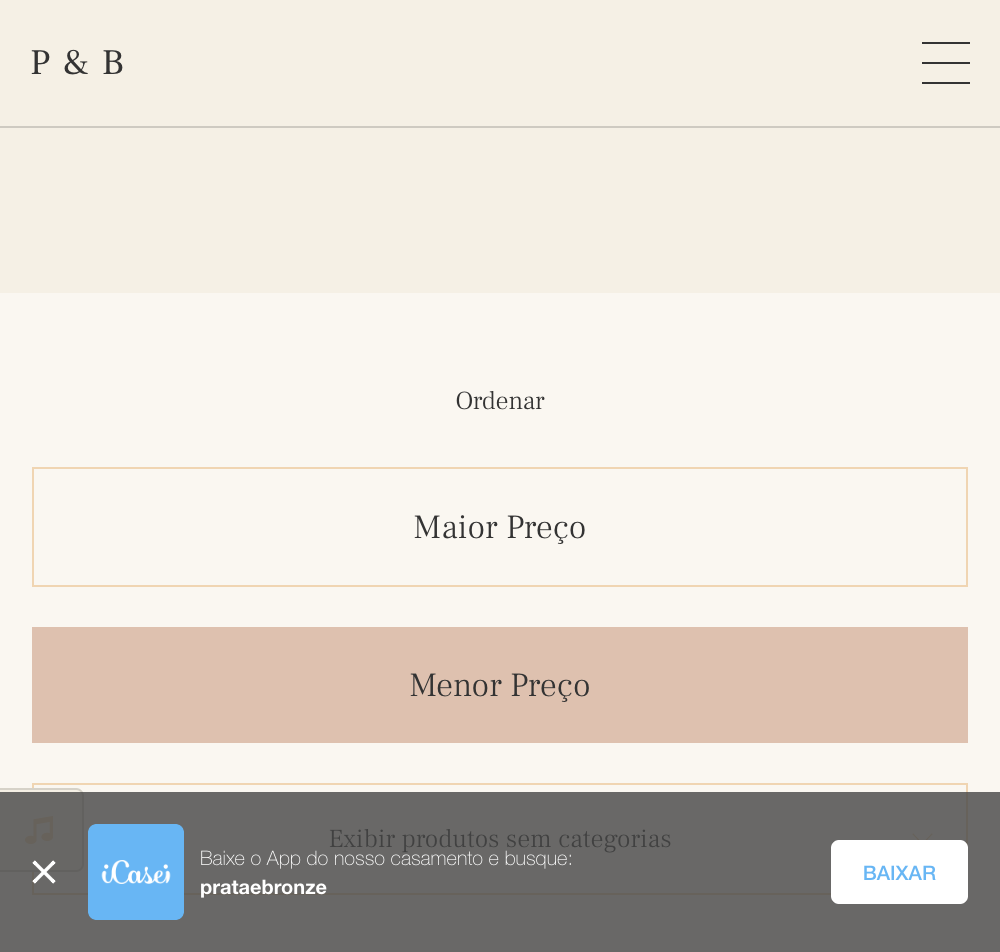 P & B
Ordenar
Maior Preço
Menor Preço
Exibir produtos sem categorias
iCasei
Baixe o App do nosso casamento e busque:
prataebronze
BAIXAR